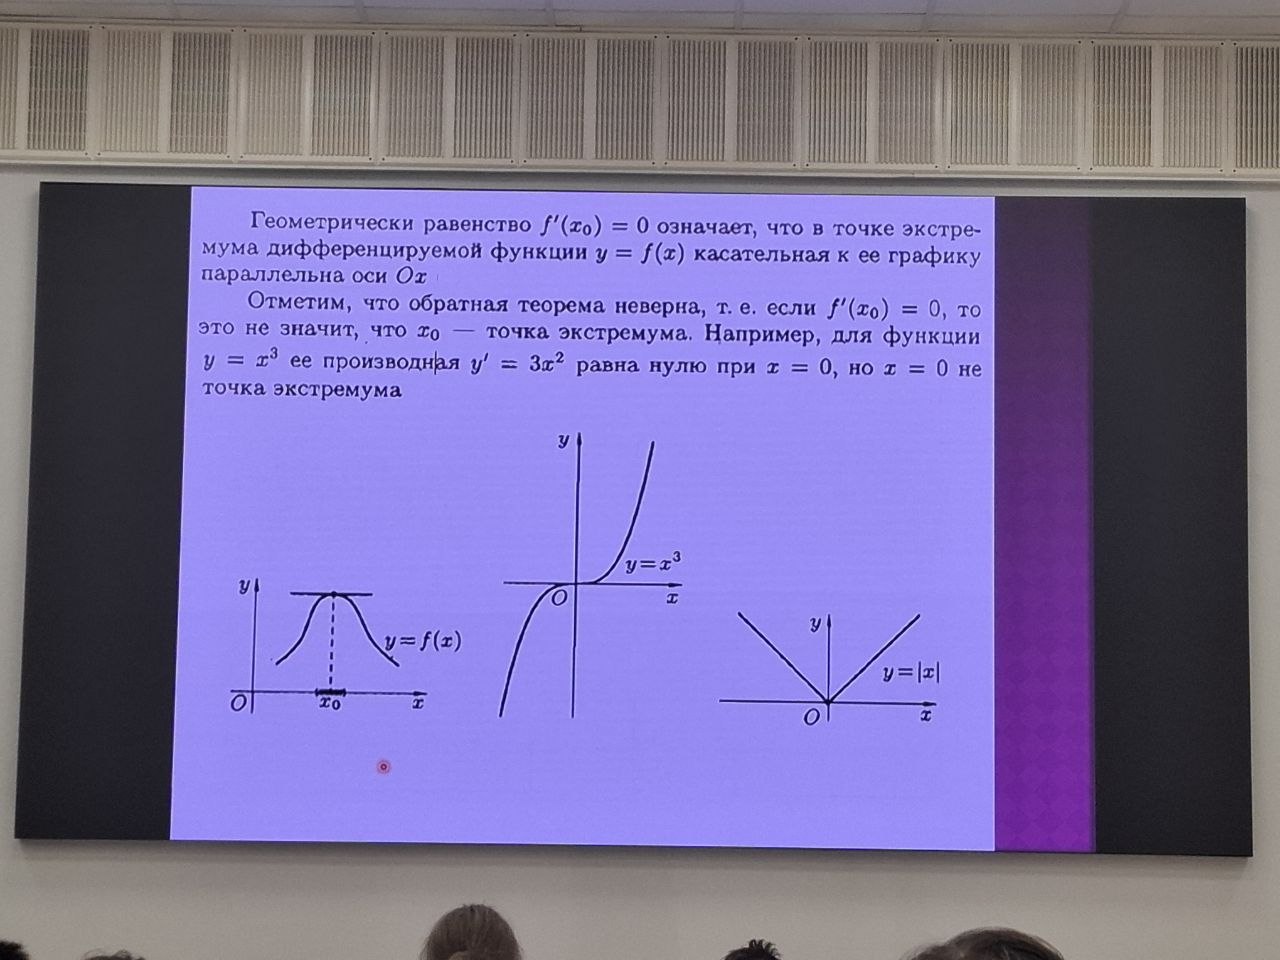 Геометрически равенство f′(x₀) = 0 означает, что в точке экстре-
мума дифференцируемой функции y = f(x) касательная к ее графику
параллельна оси Ox
Отметим, что обратная теорема неверна, т. е. если f′(x₀) = 0, то
это не значит, что x₀ — точка экстремума. Например, для функции
y = x³ ее производная y′ = 3x² равна нулю при x = 0, но x = 0 не
точка экстремума
y
y=f(x)
O
x₀
x
y
y=x³
O
x
y
y=|x|
O
x